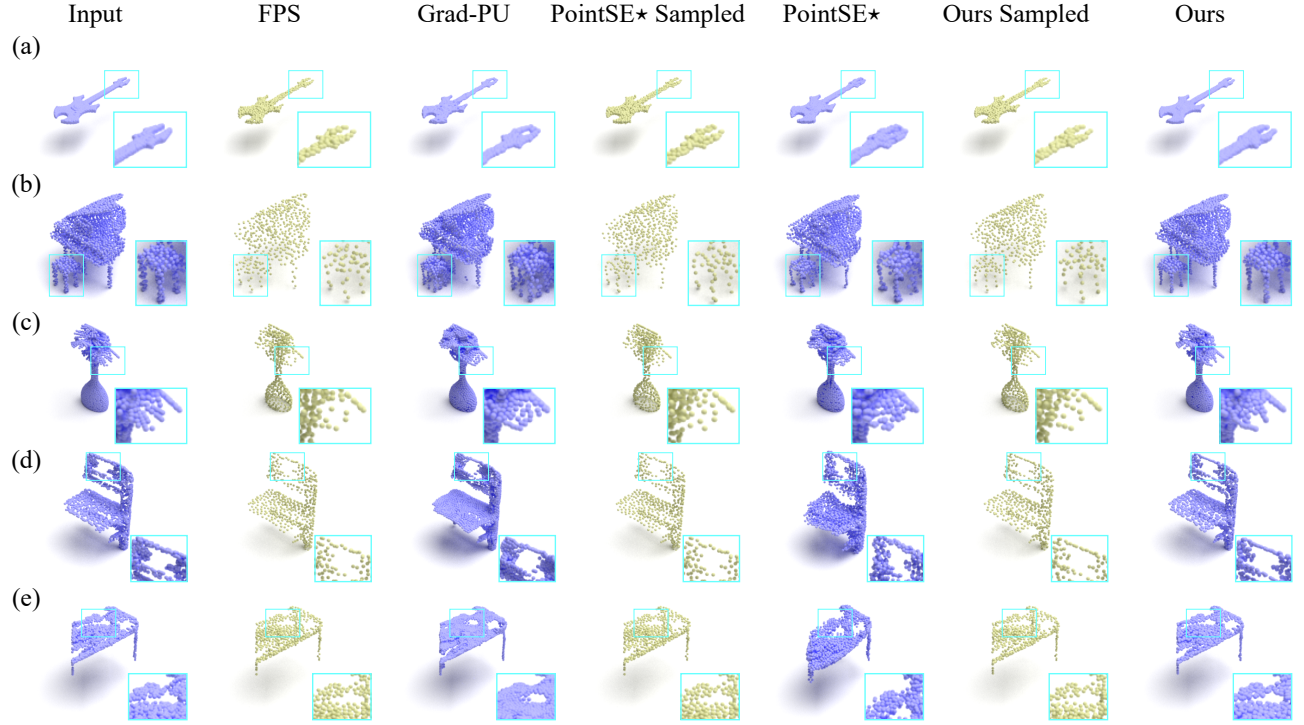 Input FPS Grad-PU PointSE★ Sampled PointSE★ Ours Sampled Ours
(a)
(b)
(c)
(d)
(e)